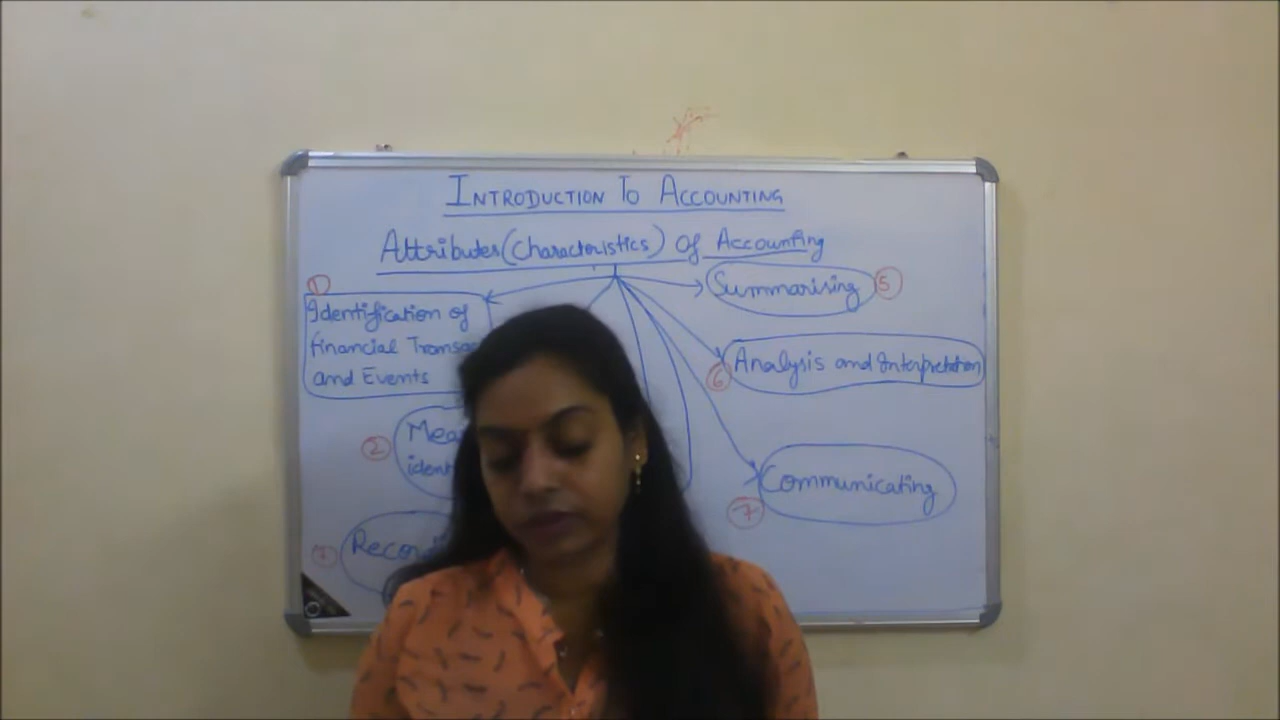 INTRODUCTION TO ACCOUNTING
Attributes (Characteristics) Of Accounting
1
Identification of
financial
and Events
2
Recor
Summarising 5
6 Analysis and Interpretation
7 Communicating